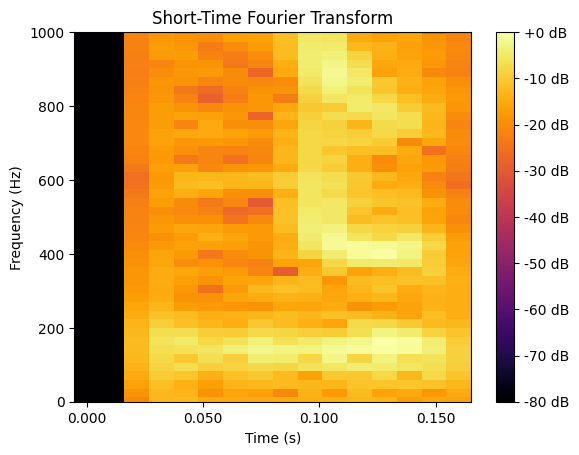 Short-Time Fourier Transform
1000
800
600
400
200
0
Frequency (Hz)
0.000
0.050
0.100
0.150
Time (s)
+0 dB
-10 dB
-20 dB
-30 dB
-40 dB
-50 dB
-60 dB
-70 dB
-80 dB